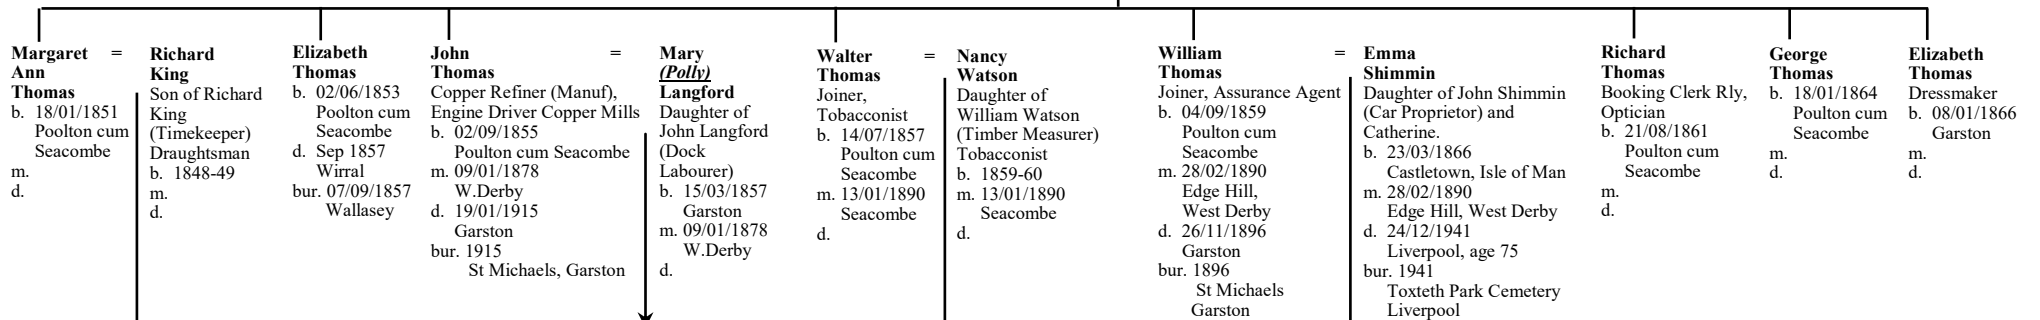 Margaret =
Ann
Thomas
b. 18/01/1851
Poolton cum
Seacombe
m.
d.
Richard
King
Son of Richard
King
(Timekeeper)
Draughtsman
b. 1848-49
m.
d.
Elizabeth
Thomas
b. 02/06/1853
Poolton cum
Seacombe
d. Sep 1857
Wirral
bur. 07/09/1857
Wallasey
John =
Thomas
Copper Refiner (Manuf),
Engine Driver Copper Mills
b. 02/09/1855
Poulton cum Seacombe
m. 09/01/1878
W.Derby
d. 19/01/1915
Garston
bur. 1915
St Michaels, Garston
Mary
(Polly)
Langford
Daughter of
John Langford
(Dock
Labourer)
b. 15/03/1857
Garston
m. 09/01/1878
W.Derby
d.
Walter =
Thomas
Joiner,
Tobacconist
b. 14/07/1857
Poulton cum
Seacombe
m. 13/01/1890
Seacombe
d.
Nancy
Watson
Daughter of
William Watson
(Timber Measurer)
Tobacconist
b. 1859-60
m. 13/01/1890
Seacombe
d.
William =
Thomas
Joiner, Assurance Agent
b. 04/09/1859
Poulton cum
Seacombe
m. 28/02/1890
Edge Hill,
West Derby
d. 26/11/1896
Garston
bur. 1896
St Michaels
Garston
Emma
Shimmin
Daughter of John Shimmin
(Car Proprietor) and
Catherine.
b. 23/03/1866
Castletown, Isle of Man
m. 28/02/1890
Edge Hill, West Derby
d. 24/12/1941
Liverpool, age 75
bur. 1941
Toxteth Park Cemetery
Liverpool
Richard
Thomas
Booking Clerk Rly,
Optician
b. 21/08/1861
Poulton cum
Seacombe
m.
d.
George
Thomas
b. 18/01/1864
Poulton cum
Seacombe
m.
d.
Elizabeth
Thomas
Dressmaker
b. 08/01/1866
Garston
m.
d.